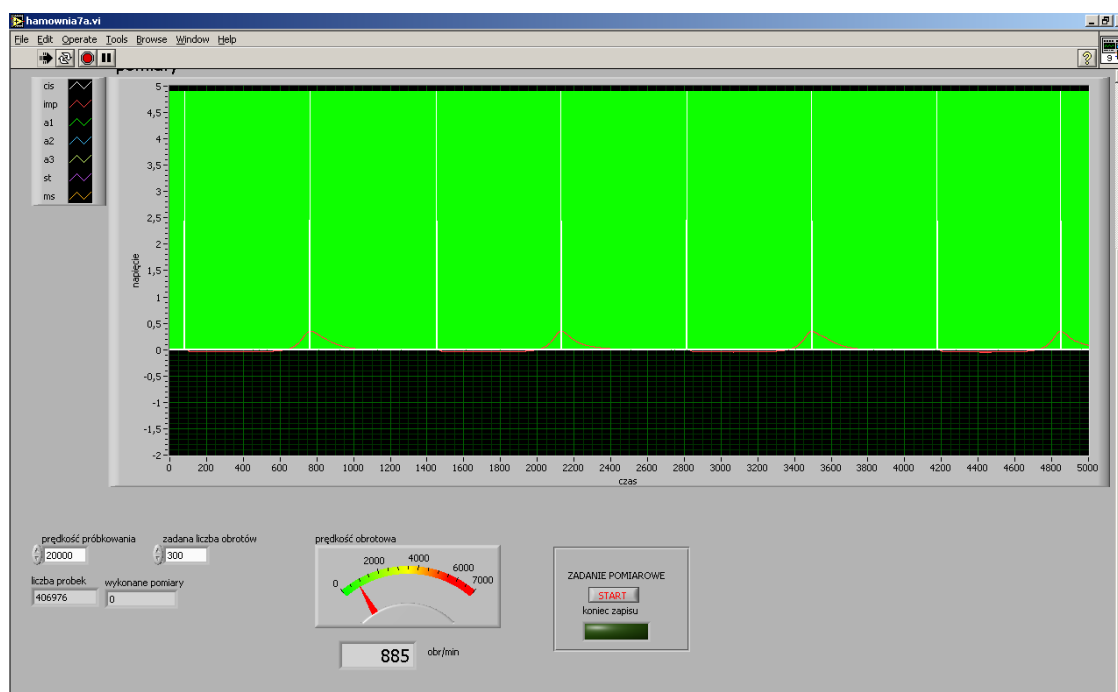 hamownia7a.vi
File Edit Operate Tools Browse Window Help
pomiary
cis
imp
a1
a2
a3
st
ms
napięcie
5
4,5
4
3,5
3
2,5
2
1,5
1
0,5
0
-0,5
-1
-1,5
-2
0 200 400 600 800 1000 1200 1400 1600 1800 2000 2200 2400 2600 2800 3000 3200 3400 3600 3800 4000 4200 4400 4600 4800 5000
czas
prędkość próbkowania
20000
zadana liczba obrotów
300
liczba probek
406976
wykonane pomiary
0
prędkość obrotowa
0 2000 4000 6000 7000
885 obr/min
ZADANIE POMIAROWE
START
koniec zapisu